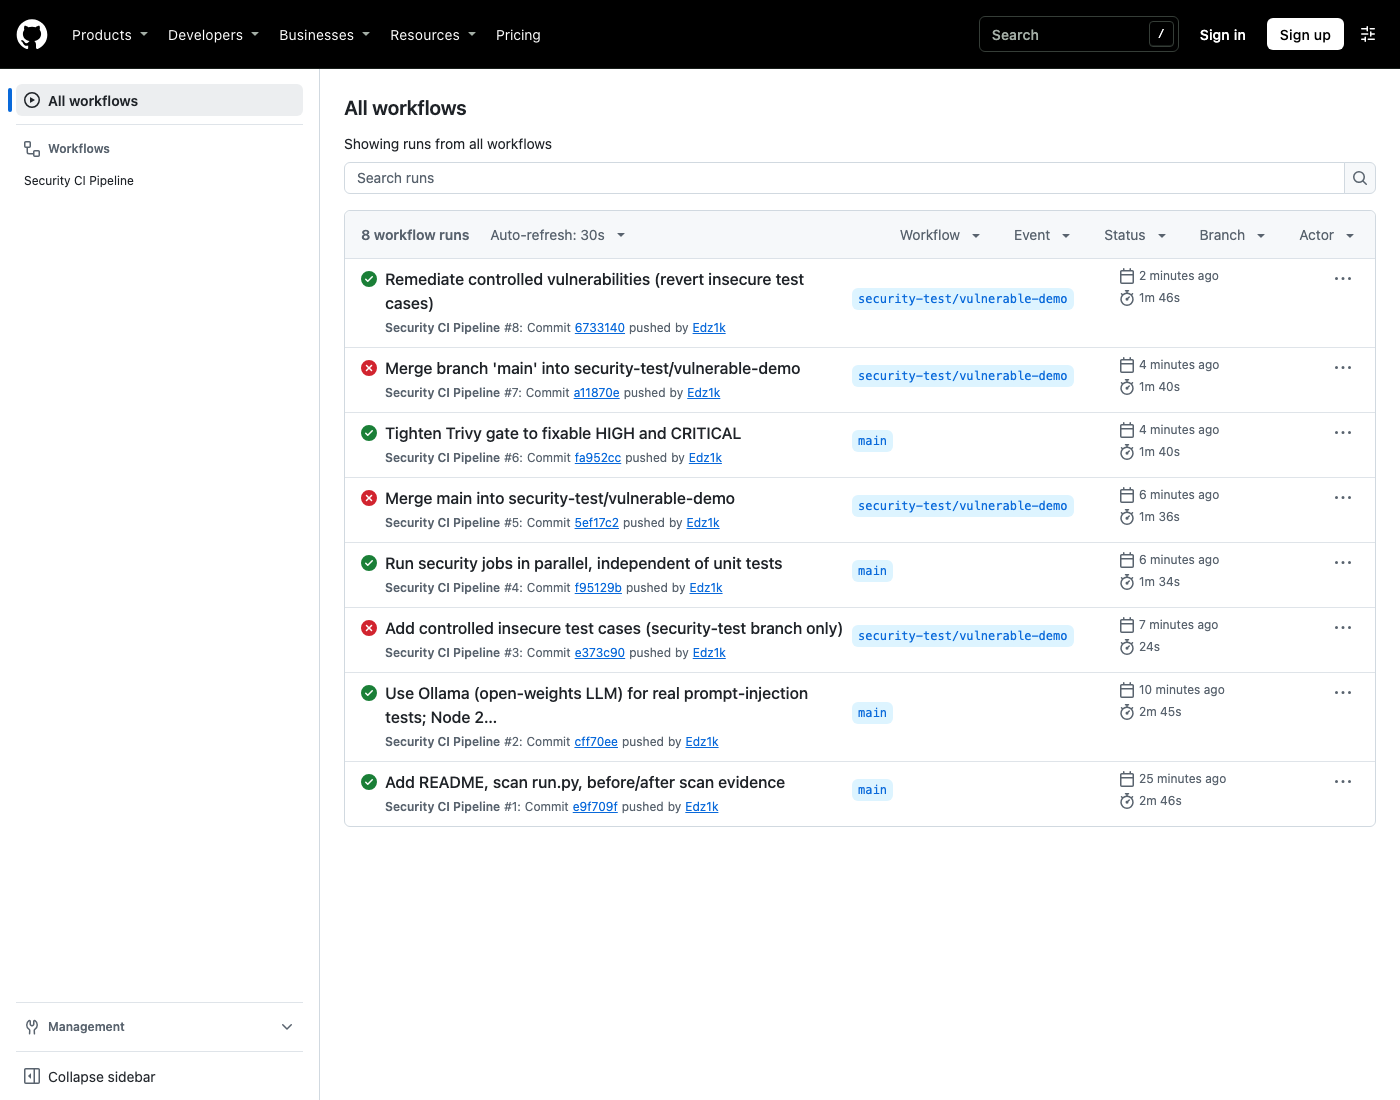 Products
Developers
Businesses
Resources
Pricing
Search
/
Sign in
Sign up
All workflows
Workflows
Security CI Pipeline
Management
Collapse sidebar
All workflows
Showing runs from all workflows
Search runs
8 workflow runs
Auto-refresh: 30s
Workflow
Event
Status
Branch
Actor
Remediate controlled vulnerabilities (revert insecure test
cases)
Security CI Pipeline #8: Commit 6733140 pushed by Edz1k
security-test/vulnerable-demo
2 minutes ago
1m 46s
Merge branch 'main' into security-test/vulnerable-demo
Security CI Pipeline #7: Commit a11870e pushed by Edz1k
security-test/vulnerable-demo
4 minutes ago
1m 40s
Tighten Trivy gate to fixable HIGH and CRITICAL
Security CI Pipeline #6: Commit fa952cc pushed by Edz1k
main
4 minutes ago
1m 40s
Merge main into security-test/vulnerable-demo
Security CI Pipeline #5: Commit 5ef17c2 pushed by Edz1k
security-test/vulnerable-demo
6 minutes ago
1m 36s
Run security jobs in parallel, independent of unit tests
Security CI Pipeline #4: Commit f95129b pushed by Edz1k
main
6 minutes ago
1m 34s
Add controlled insecure test cases (security-test branch only)
Security CI Pipeline #3: Commit e373c90 pushed by Edz1k
security-test/vulnerable-demo
7 minutes ago
24s
Use Ollama (open-weights LLM) for real prompt-injection
tests; Node 2...
Security CI Pipeline #2: Commit cff70ee pushed by Edz1k
main
10 minutes ago
2m 45s
Add README, scan run.py, before/after scan evidence
Security CI Pipeline #1: Commit e9f709f pushed by Edz1k
main
25 minutes ago
2m 46s